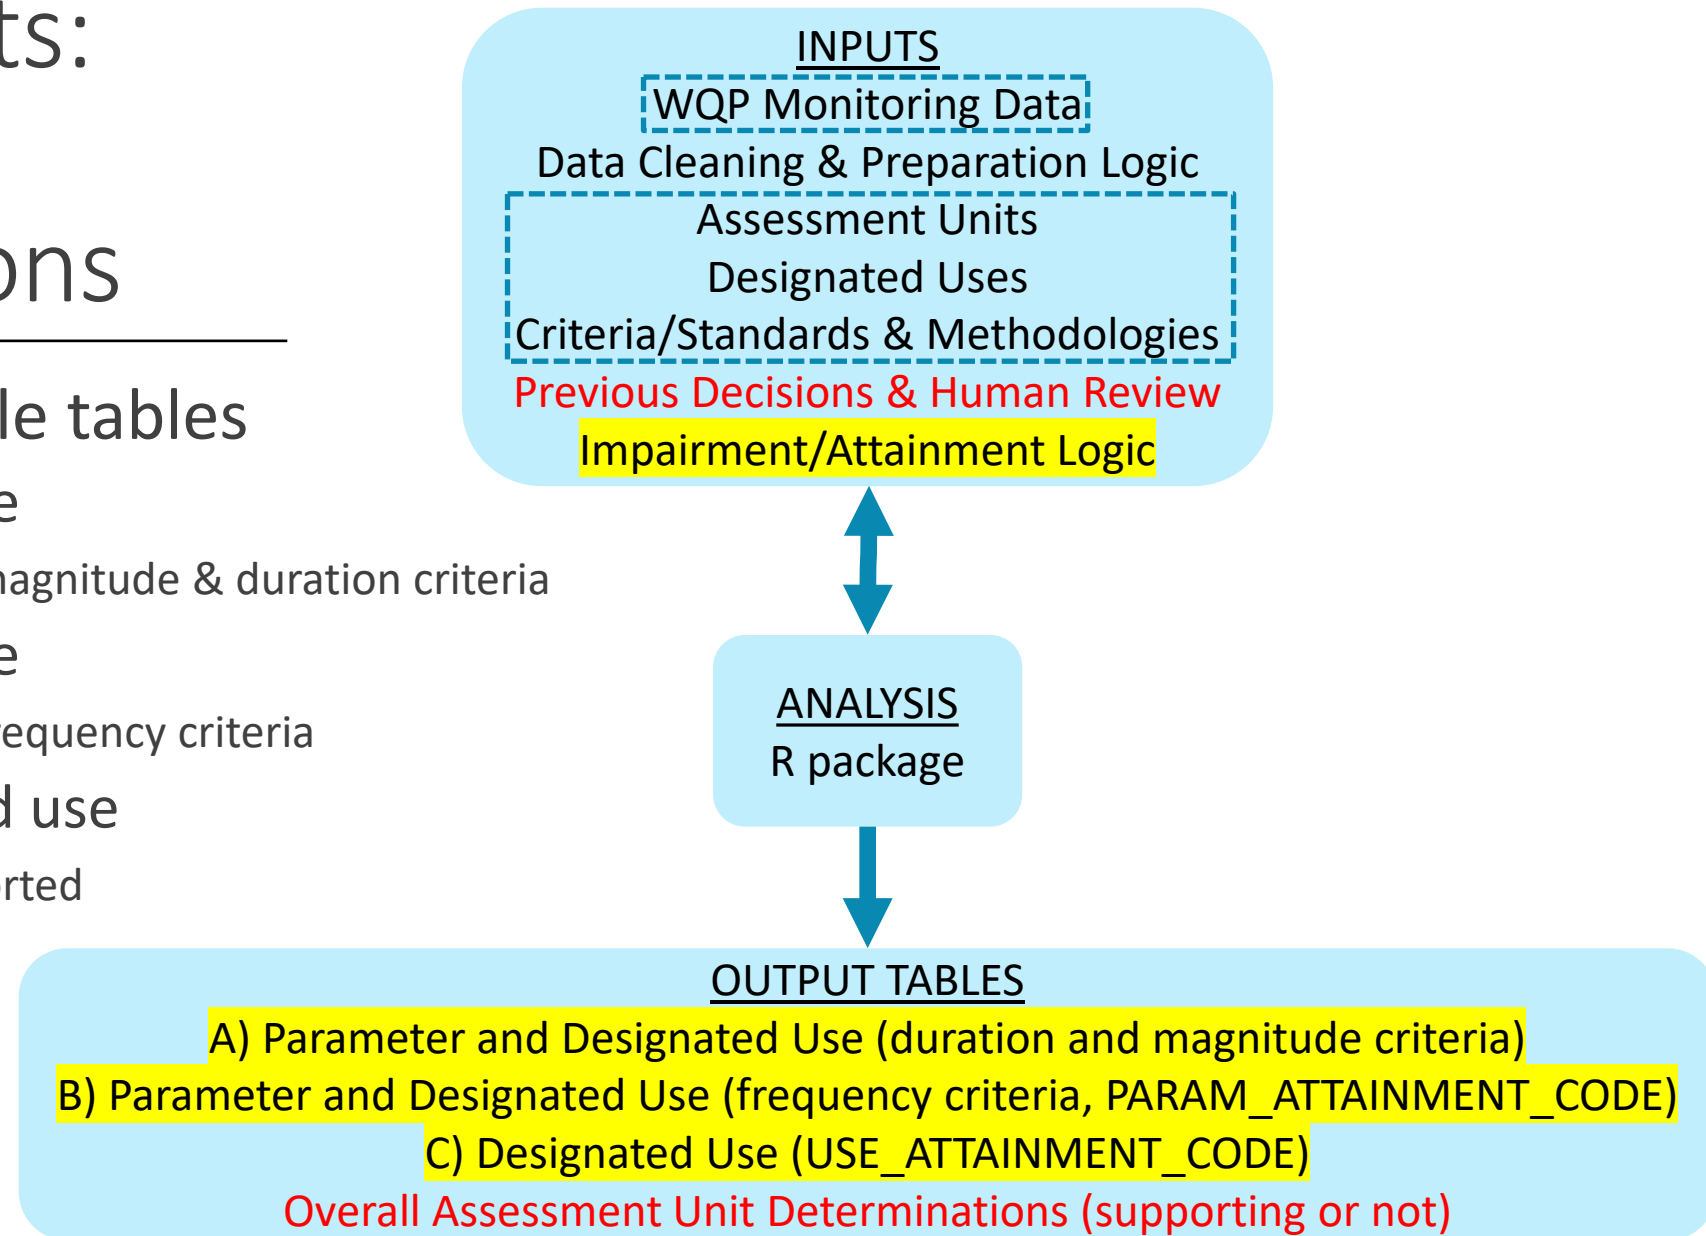 ts:
ons
le tables
e
nagnitude & duration criteria
e
requency criteria
d use
orted
INPUTS
WQP Monitoring Data
Data Cleaning & Preparation Logic
Assessment Units
Designated Uses
Criteria/Standards & Methodologies
Previous Decisions & Human Review
Impairment/Attainment Logic
ANALYSIS
R package
OUTPUT TABLES
A) Parameter and Designated Use (duration and magnitude criteria)
B) Parameter and Designated Use (frequency criteria, PARAM_ATTAINMENT_CODE)
C) Designated Use (USE_ATTAINMENT_CODE)
Overall Assessment Unit Determinations (supporting or not)